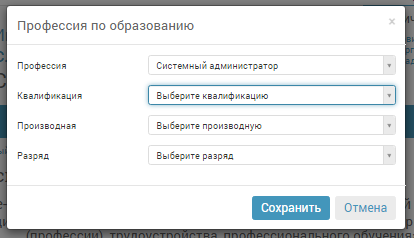 Профессия по образованию
×
Профессия Системный администратор
Квалификация Выберите квалификацию
Производная Выберите производную
Разряд Выберите разряд
Сохранить Отмена
(профессии), трудоустройства, профессионального обучения